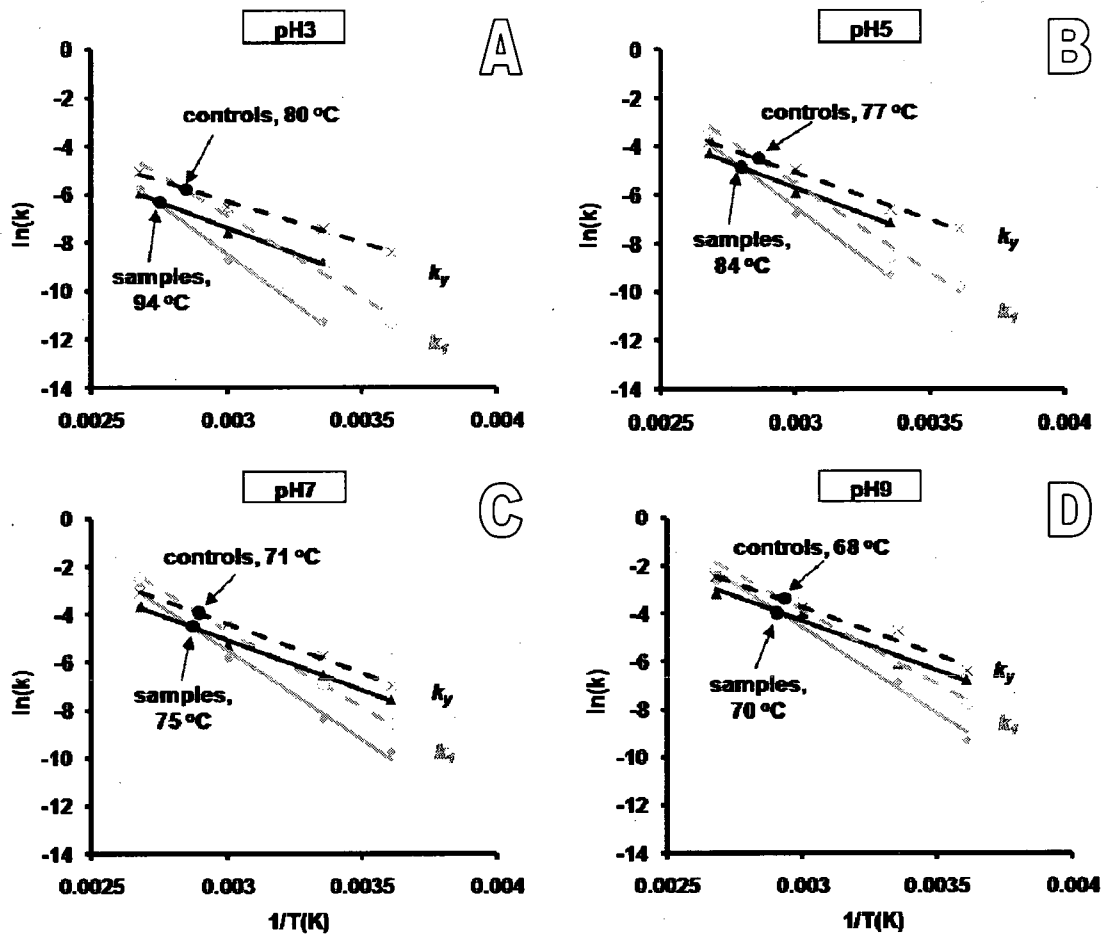 pH3
A
0
-2
-4
-6
-8
-10
-12
-14
ln(k)
controls, 80 °C
samples,
94 °C
k_y
0.0025
0.003
0.0035
0.004
pH5
B
0
-2
-4
-6
-8
-10
-12
-14
ln(k)
controls, 77 °C
samples,
84 °C
k_y
0.0025
0.003
0.0035
0.004
pH7
C
0
-2
-4
-6
-8
-10
-12
-14
ln(k)
controls, 71 °C
samples,
75 °C
k_y
0.0025
0.003
0.0035
0.004
1/T(K)
pH9
D
0
-2
-4
-6
-8
-10
-12
-14
ln(k)
controls, 68 °C
samples,
70 °C
k_y
0.0025
0.003
0.0035
0.004
1/T(K)